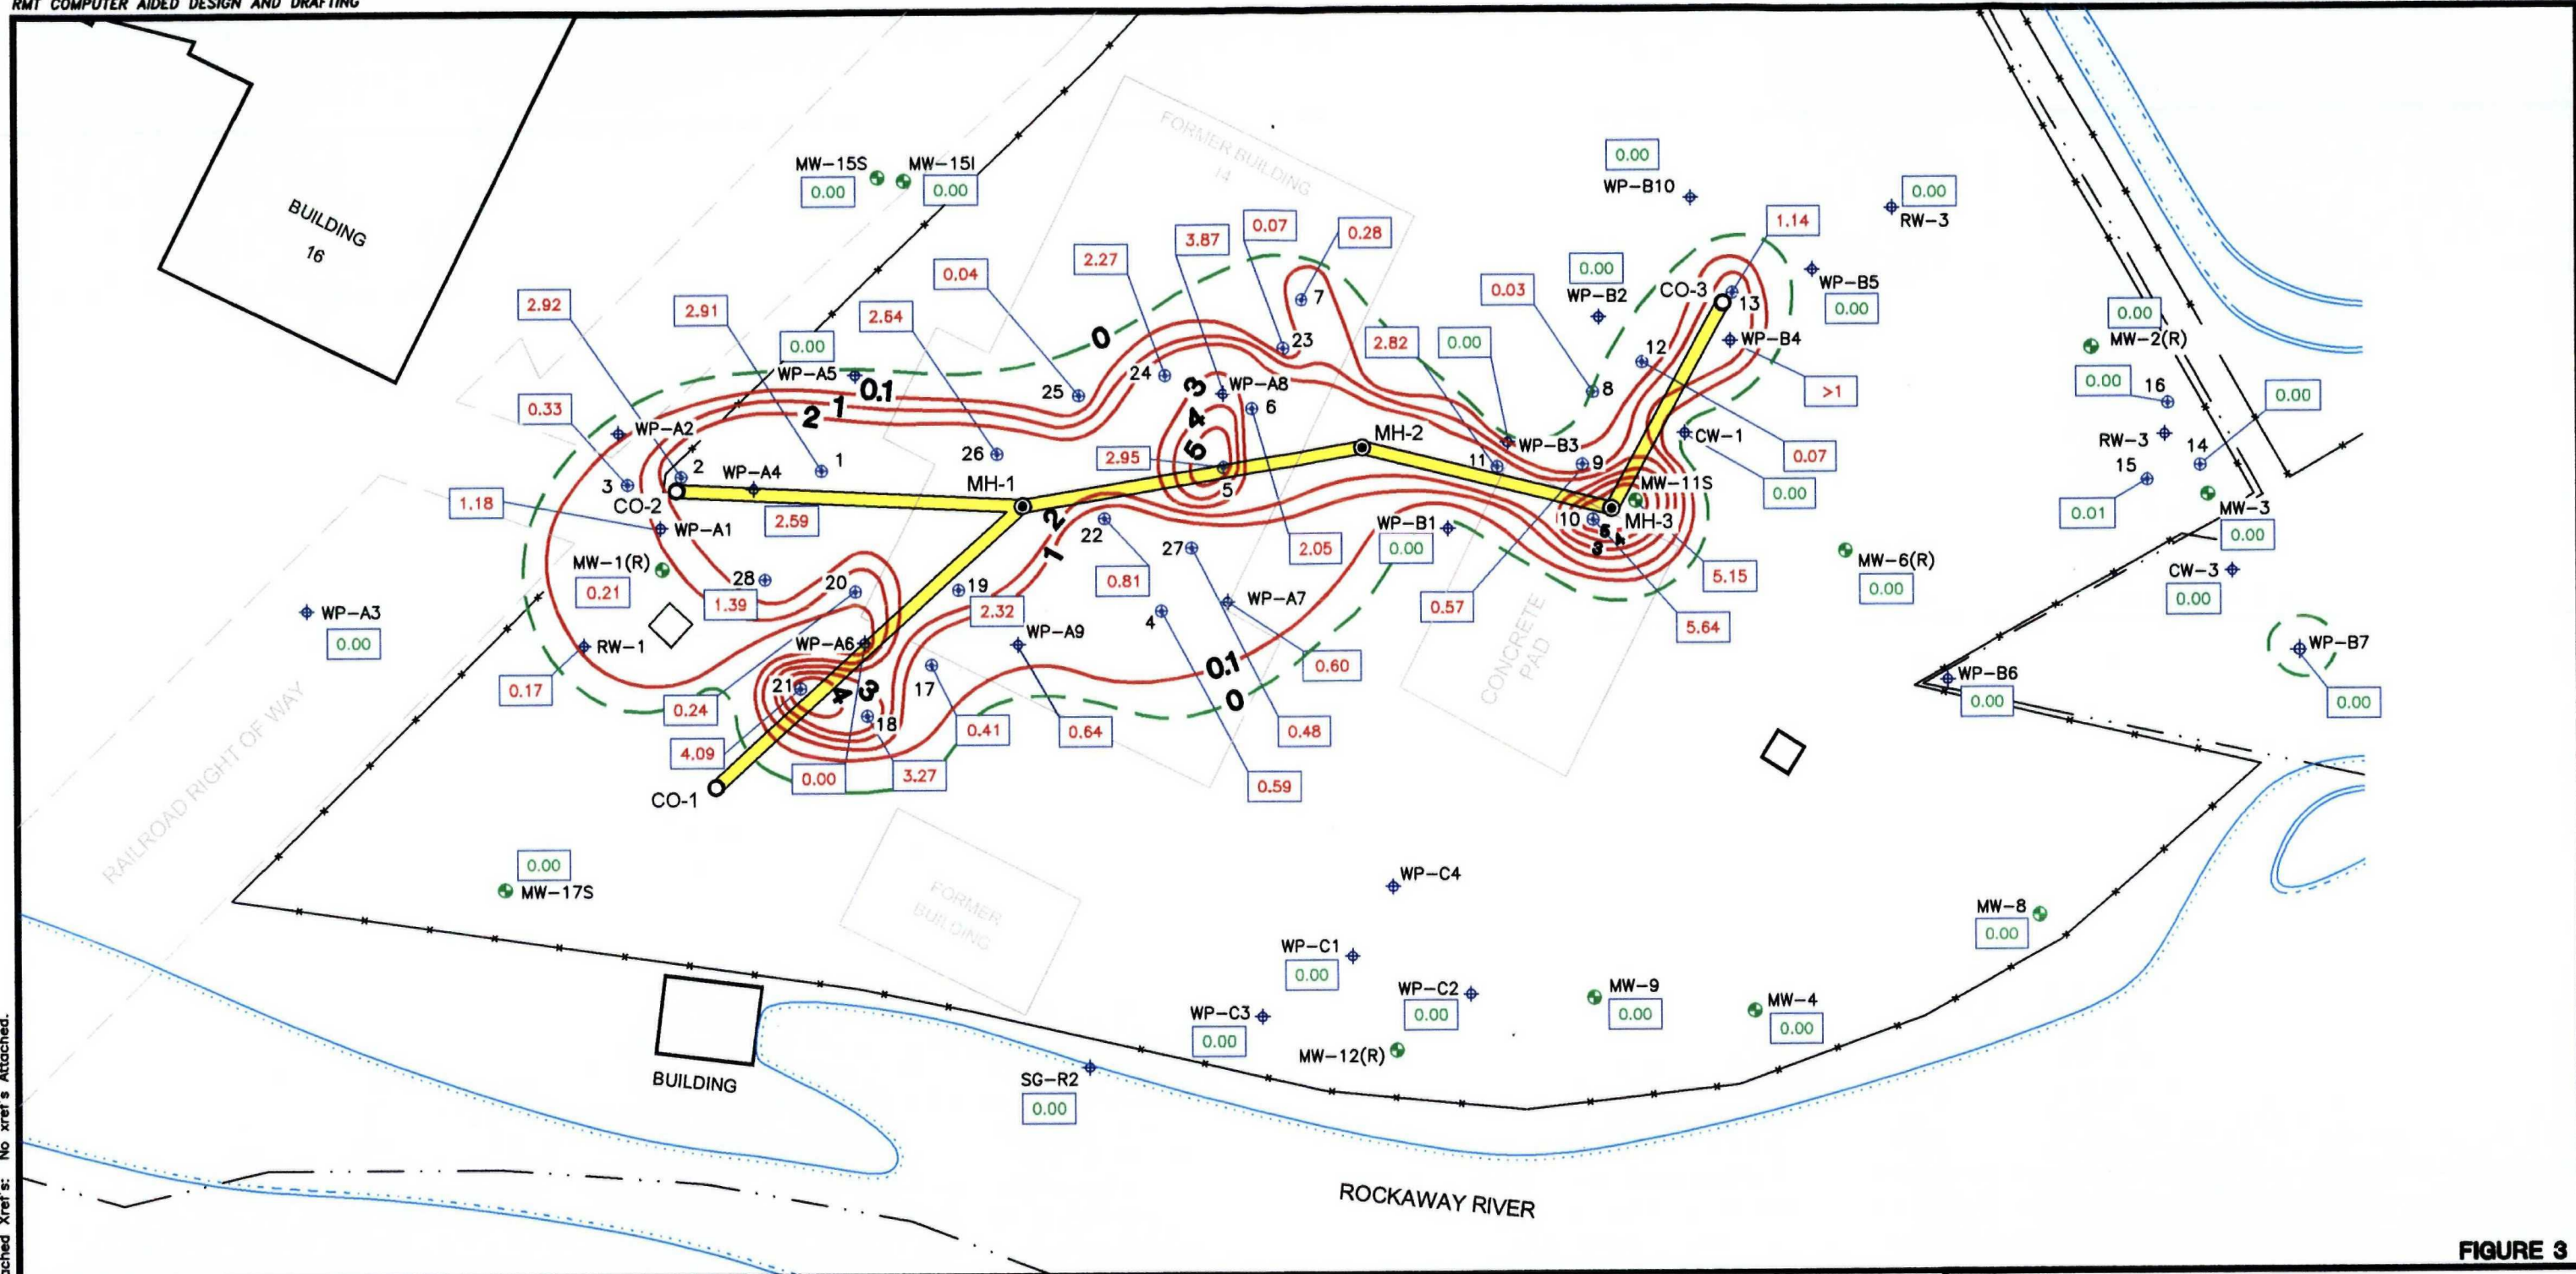 RMT COMPUTER AIDED DESIGN AND DRAFTING
BUILDING
16
MW-15S
0.00
MW-15I
0.00
FORMER BUILDING
14
0.00
WP-B10
0.00
RW-3
1.14
0.07
0.28
3.87
2.27
0.04
2.64
2.91
2.92
0.03
0.00
WP-B2
CO-3
13
WP-B5
0.00
7
23
0
0.00
WP-A5
0.1
1
2
24
25
3
4
5
WP-A8
6
2.82
0.00
12
WP-B4
>1
8
0.00
MW-2(R)
0.00
16
0.00
RW-3
14
15
0.01
MW-3
0.00
CW-3
0.00
0.33
WP-A2
2
3
1
WP-A4
26
MH-1
2.95
5
MH-2
11
WP-B3
9
CW-1
0.07
0.00
MW-11S
10
MH-3
5
4
3
1.18
CO-2
2.59
WP-A1
MW-1(R)
0.21
28
1.39
20
19
2.32
2
1
22
0.81
27
2.05
WP-B1
0.00
5.15
5.64
0.57
MW-6(R)
0.00
WP-A3
0.00
RW-1
0.17
WP-A6
WP-A9
4
WP-A7
0.60
0.1
0
CONCRETE
PAD
WP-B7
0.00
WP-B6
0.00
0.24
21
4
3
18
17
0.41
0.64
0.48
0.59
4.09
0.00
3.27
CO-1
RAILROAD RIGHT OF WAY
0.00
MW-17S
FORMER
BUILDING
WP-C4
WP-C1
0.00
WP-C2
0.00
WP-C3
0.00
MW-12(R)
MW-9
0.00
MW-4
0.00
MW-8
0.00
BUILDING
SG-R2
0.00
ROCKAWAY RIVER
FIGURE 3
ached Xref's: No xref's Attached.